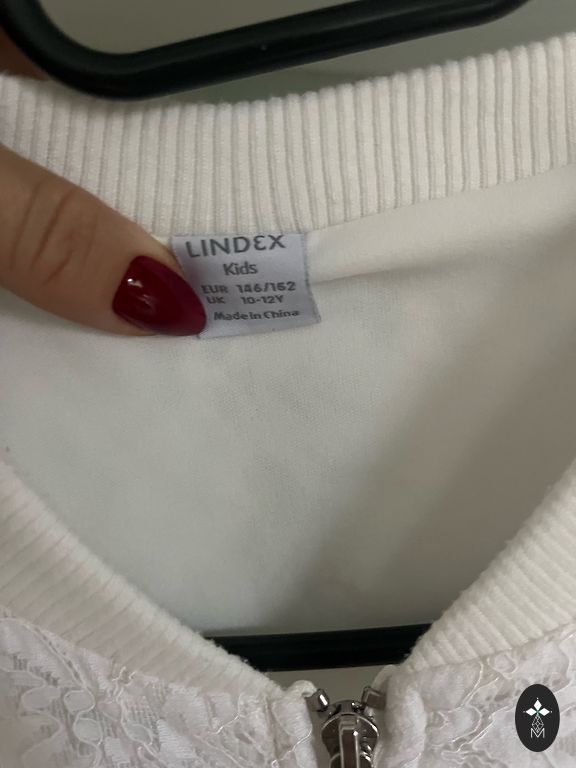 LINDEX
Kids
EUR 146/152
UK 10-12Y
Made in China